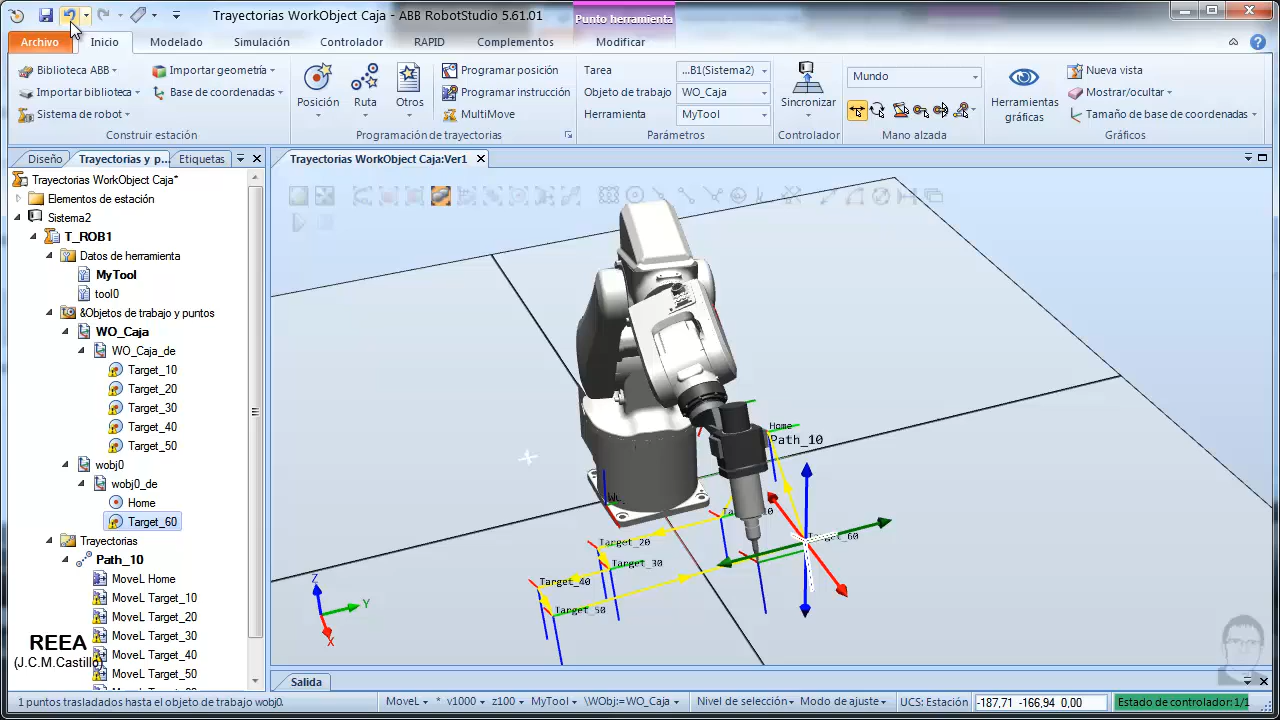 Trayectorias WorkObject Caja - ABB RobotStudio 5.61.01
Punto herramienta
Archivo Inicio Modelado Simulación Controlador RAPID Complementos Modificar
Biblioteca ABB
Importar biblioteca
Sistema de robot
Importar geometría
Base de coordenadas
Construir estación
Posición
Ruta
Otros
Programar posición
Programar instrucción
MultiMove
Programación de trayectorias
Tarea ...B1(Sistema2)
Objeto de trabajo WO_Caja
Herramienta MyTool
Parámetros
Sincronizar
Controlador
Mundo
Mano alzada
Herramientas
gráficas
Nueva vista
Mostrar/ocultar
Tamaño de base de coordenadas
Gráficos
Diseño Trayectorias y p... Etiquetas
Trayectorias WorkObject Caja*
Elementos de estación
Sistema2
T_ROB1
Datos de herramienta
MyTool
tool0
&Objetos de trabajo y puntos
WO_Caja
WO_Caja_de
Target_10
Target_20
Target_30
Target_40
Target_50
wobj0
wobj0_de
Home
Target_60
Trayectorias
Path_10
MoveL Home
MoveL Target_10
MoveL Target_20
MoveL Target_30
MoveL Target_40
MoveL Target_50
REEA
(J.C.M.Castillo)
Trayectorias WorkObject Caja:Ver1
Home
Path_10
Target_20
Target_30
Target_40
Target_50
Z
Y
X
Salida
1 puntos trasladados hasta el objeto de trabajo wobj0.
MoveL * v1000 z100 MyTool \WObj:=WO_Caja Nivel de selección Modo de ajuste UCS: Estación -187,71 -166,94 0,00 Estado de controlador: 1/1